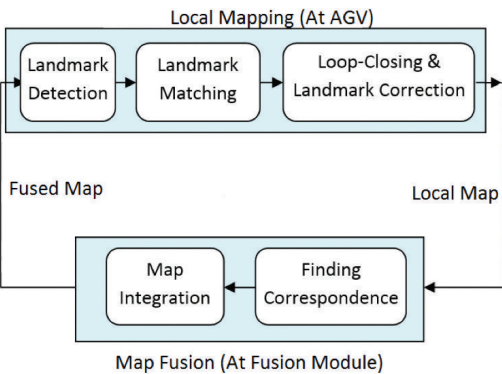 Local Mapping (At AGV)
Landmark
Detection
Landmark
Matching
Loop-Closing &
Landmark Correction
Fused Map
Local Map
Map
Integration
Finding
Correspondence
Map Fusion (At Fusion Module)